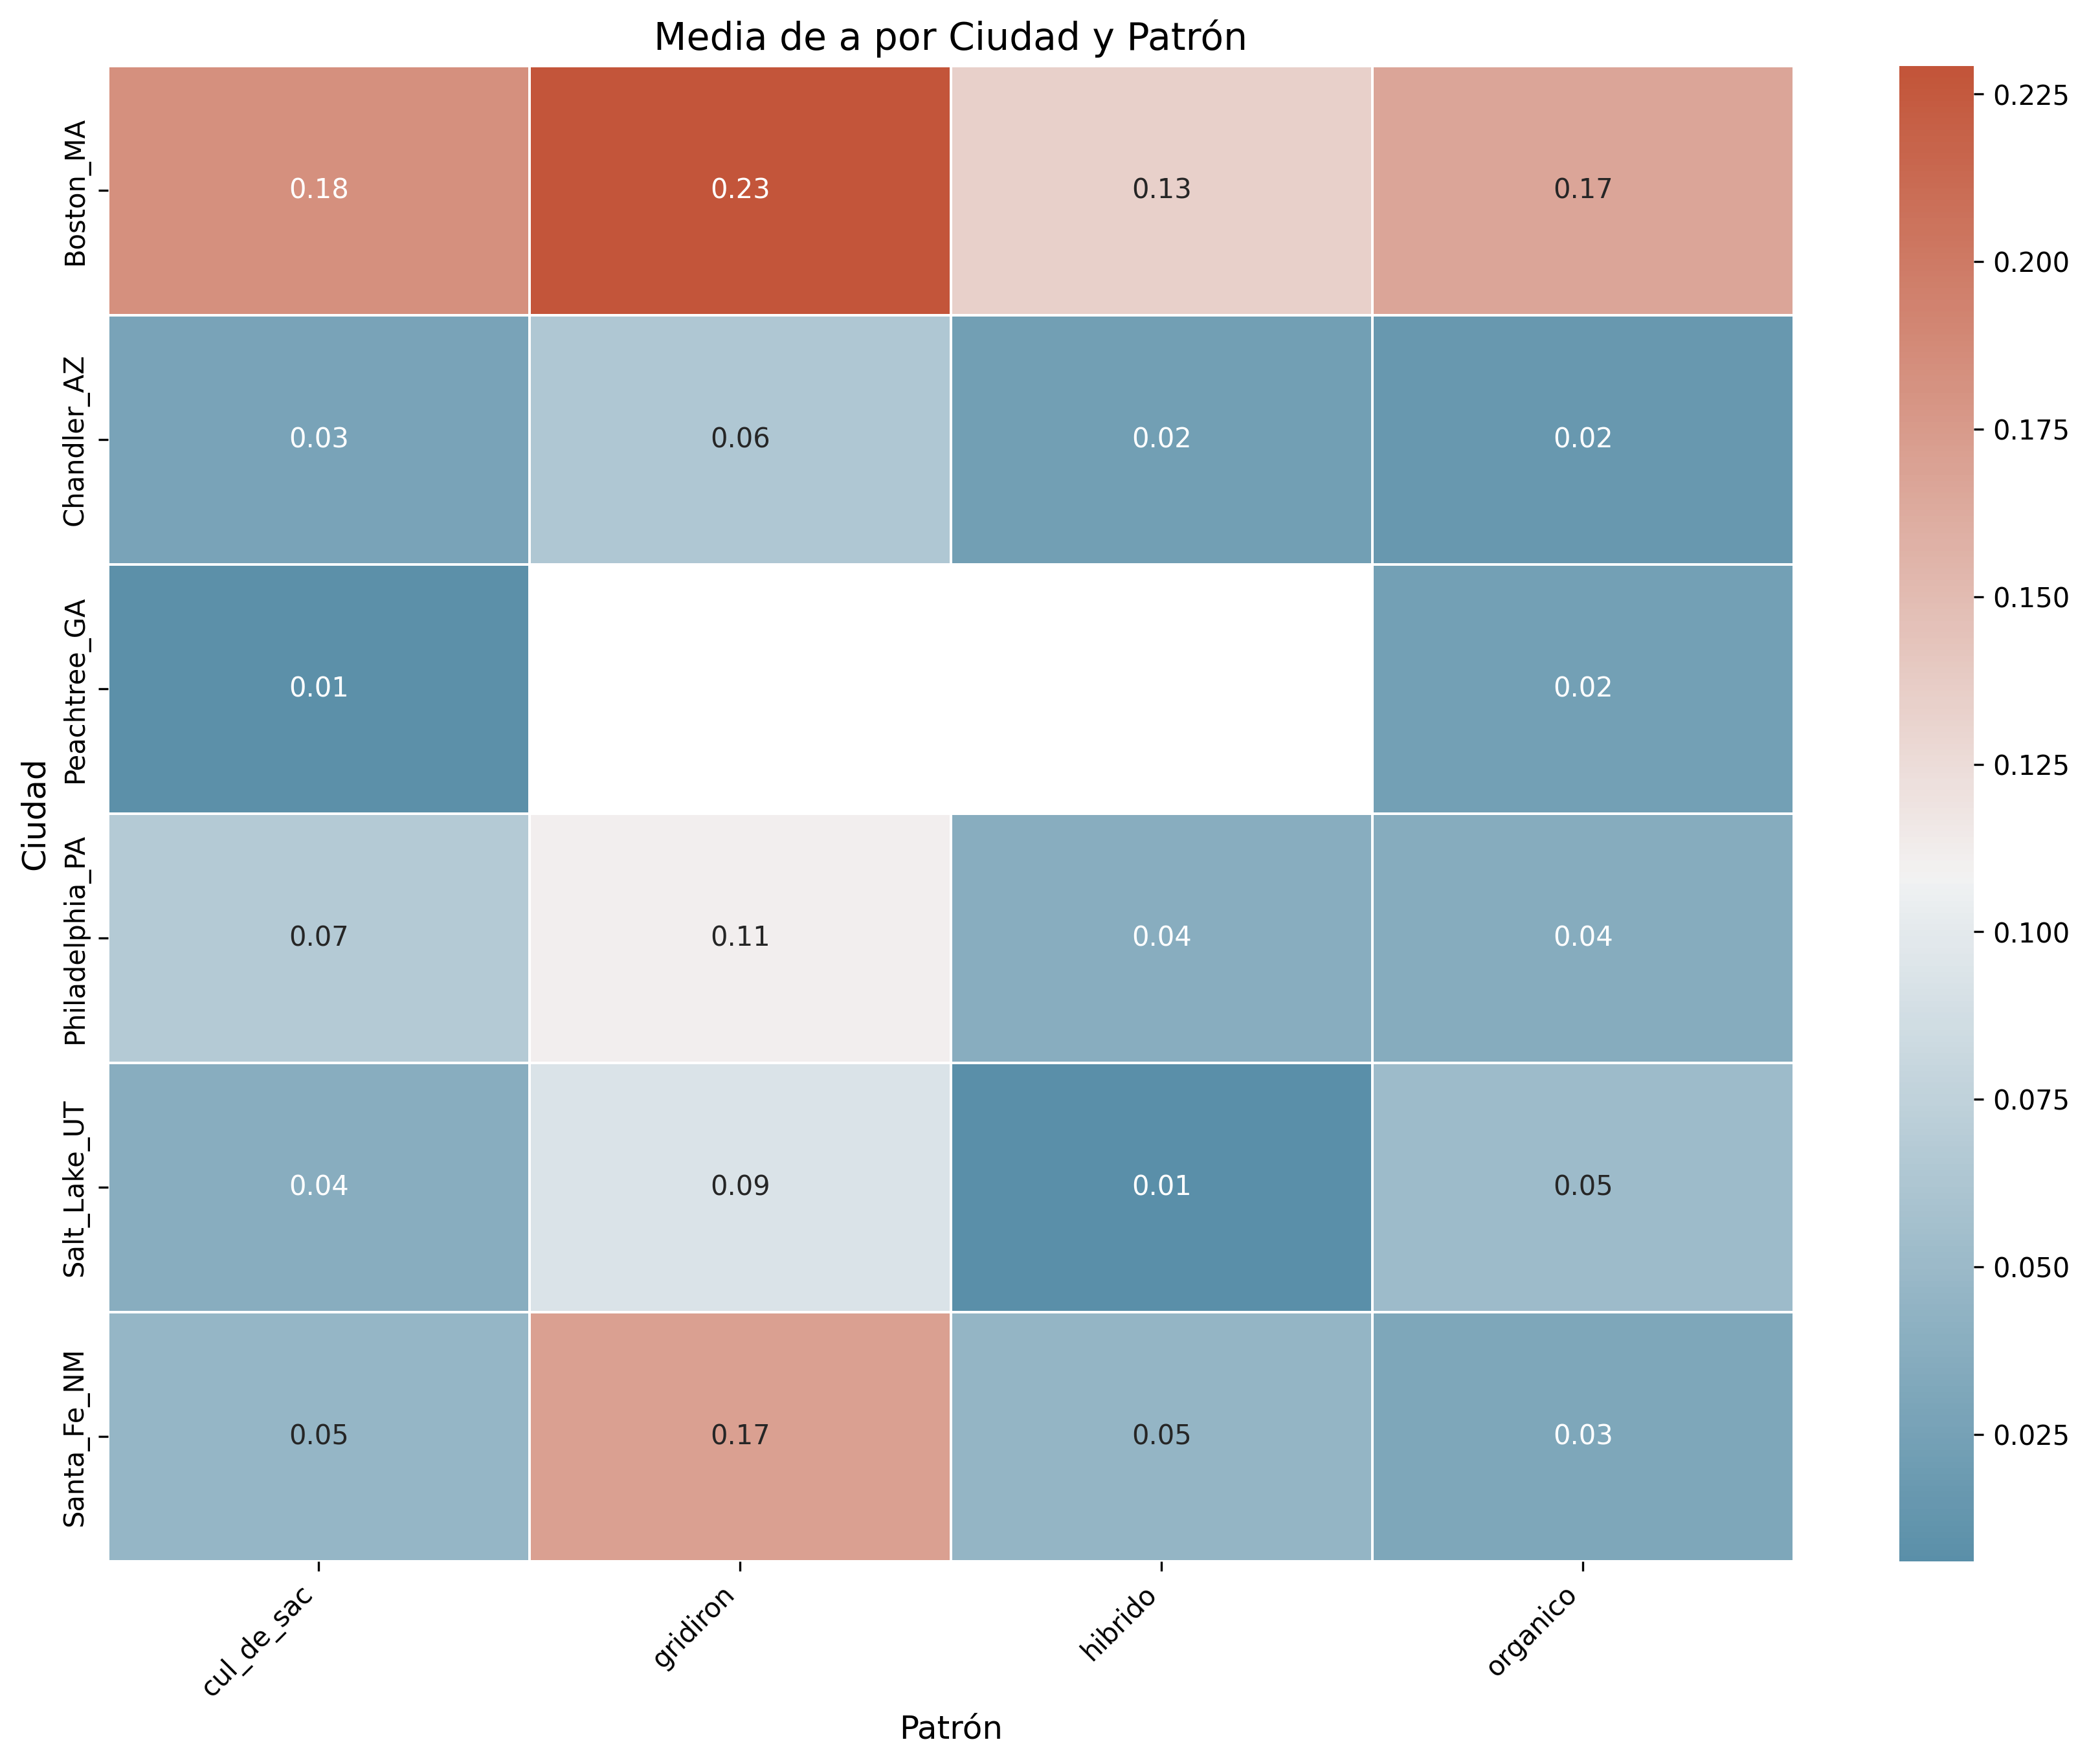 Media de a por Ciudad y Patrón
Ciudad
Boston_MA
0.18 0.23 0.13 0.17
Chandler_AZ
0.03 0.06 0.02 0.02
Peachtree_GA
0.01 0.02
Philadelphia_PA
0.07 0.11 0.04 0.04
Salt_Lake_UT
0.04 0.09 0.01 0.05
Santa_Fe_NM
0.05 0.17 0.05 0.03
cul_de_sac gridiron hibrido organico
Patrón
0.225
0.200
0.175
0.150
0.125
0.100
0.075
0.050
0.025